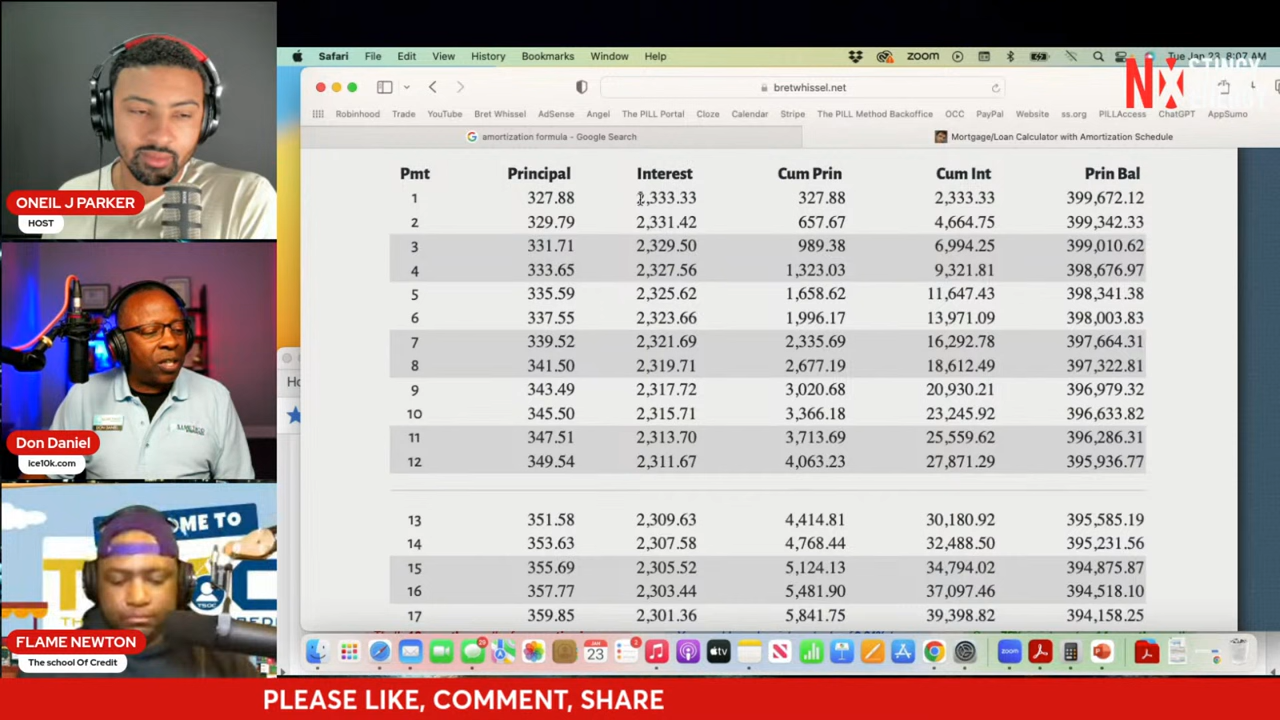 Safari File Edit View History Bookmarks Window Help zoom Tue Jan 23 8:07 AM
NX
bretwhissel.net
Robinhood Trade YouTube Bret Whissel AdSense Angel The PILL Portal Cloze Calendar Stripe The PILL Method Backoffice OCC PayPal Website ss.org PILLAccess ChatGPT AppSumo
amortization formula - Google Search
Mortgage/Loan Calculator with Amortization Schedule
Pmt Principal Interest Cum Prin Cum Int Prin Bal
1 327.88 2,333.33 327.88 2,333.33 399,672.12
2 329.79 2,331.42 657.67 4,664.75 399,342.33
3 331.71 2,329.50 989.38 6,994.25 399,010.62
4 333.65 2,327.56 1,323.03 9,321.81 398,676.97
5 335.59 2,325.62 1,658.62 11,647.43 398,341.38
6 337.55 2,323.66 1,996.17 13,971.09 398,003.83
7 339.52 2,321.69 2,335.69 16,292.78 397,664.31
8 341.50 2,319.71 2,677.19 18,612.49 397,322.81
9 343.49 2,317.72 3,020.68 20,930.21 396,979.32
10 345.50 2,315.71 3,366.18 23,245.92 396,633.82
11 347.51 2,313.70 3,713.69 25,559.62 396,286.31
12 349.54 2,311.67 4,063.23 27,871.29 395,936.77
13 351.58 2,309.63 4,414.81 30,180.92 395,585.19
14 353.63 2,307.58 4,768.44 32,488.50 395,231.56
15 355.69 2,305.52 5,124.13 34,794.02 394,875.87
16 357.77 2,303.44 5,481.90 37,097.46 394,518.10
17 359.85 2,301.36 5,841.75 39,398.82 394,158.25
ONEIL J PARKER
HOST
Don Daniel
ice10k.com
FLAME NEWTON
The school Of Credit
PLEASE LIKE, COMMENT, SHARE